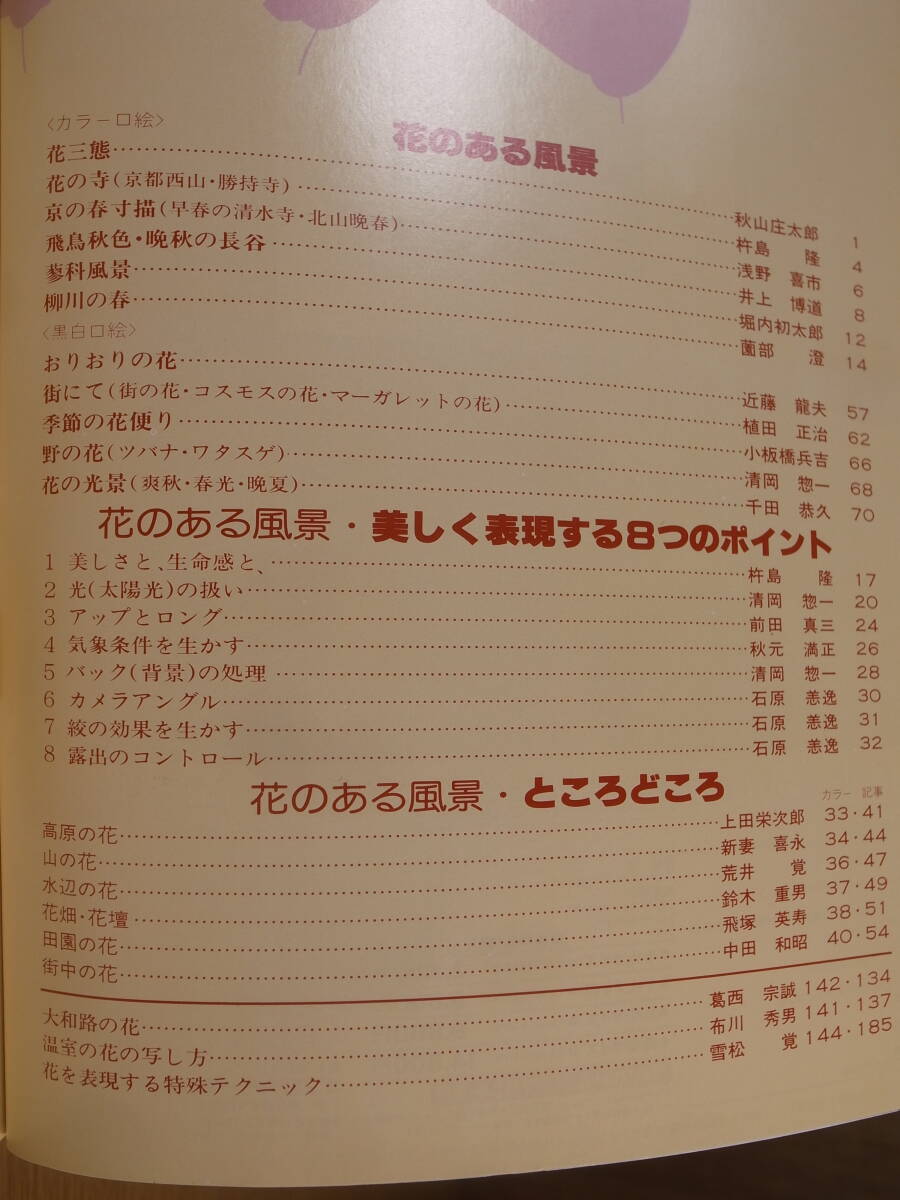 〈カラー口絵〉
花のある風景
花三態……秋山庄太郎 1
花の寺(京都西山・勝持寺)……杵島 隆 4
京の春寸描(早春の清水寺・北山晩春)……浅野 喜市 6
飛鳥秋色・晩秋の長谷……井上 博道 8
蓼科風景……堀内初太郎 12
柳川の春……薗部 澄 14
〈黒白口絵〉
おりおりの花……近藤 龍夫 57
街にて(街の花・コスモスの花・マーガレットの花)……植田 正治 62
季節の花便り……小板橋兵吉 66
野の花(ツバナ・ワタスゲ)……清岡 惣一 68
花の光景(爽秋・春光・晩夏)……千田 恭久 70
花のある風景・美しく表現する8つのポイント
1 美しさと、生命感と、……杵島 隆 17
2 光(太陽光)の扱い……清岡 惣一 20
3 アップとロング……前田 真三 24
4 気象条件を生かす……秋元 満正 26
5 バック(背景)の処理……清岡 惣一 28
6 カメラアングル……石原 恙逸 30
7 絞の効果を生かす……石原 恙逸 31
8 露出のコントロール……石原 恙逸 32
花のある風景・ところどころ
カラー 記事
高原の花……上田栄次郎 33・41
山の花……新妻 喜永 34・44
水辺の花……荒井 覚 36・47
花畑・花壇……鈴木 重男 37・49
田園の花……飛塚 英寿 38・51
街中の花……中田 和昭 40・54
大和路の花……葛西 宗誠 142・134
温室の花の写し方……布川 秀男 141・137
花を表現する特殊テクニック……雪松 覚 144・185